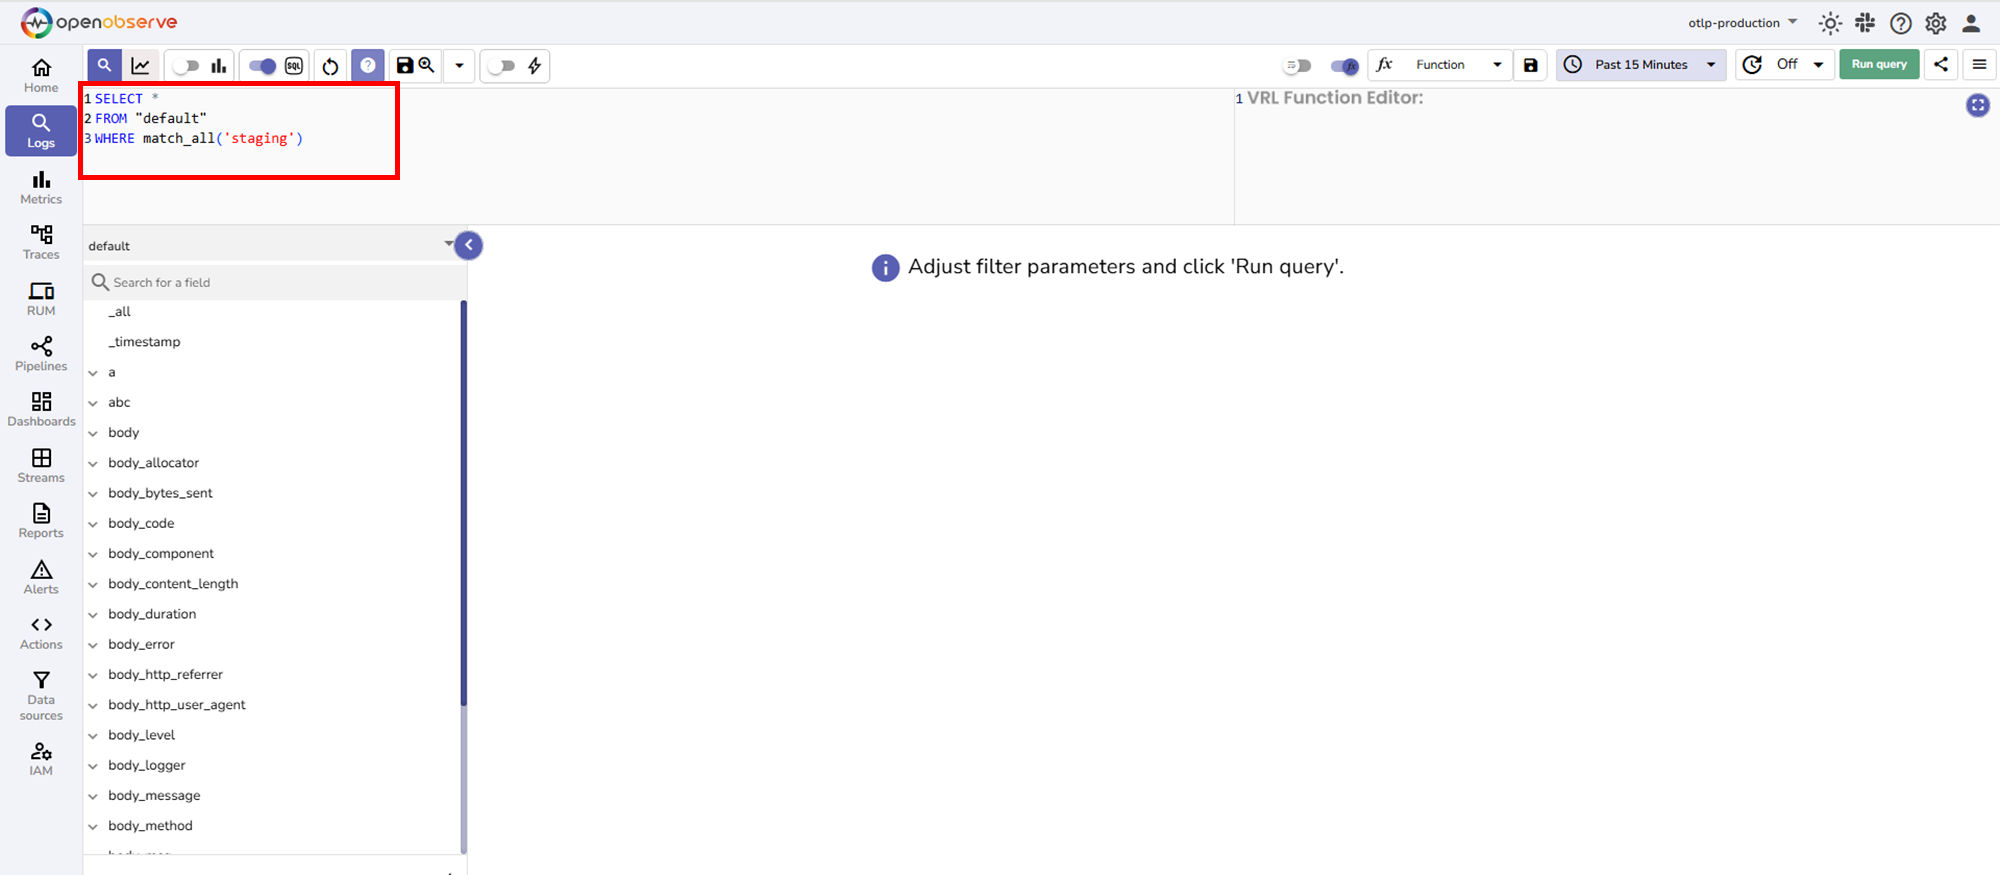 openobserve
otlp-production
Home
SQL
fx
Function
Past 15 Minutes
Off
Run query
1 SELECT *
2 FROM "default"
3 WHERE match_all('staging')
1 VRL Function Editor:
Logs
Metrics
Traces
RUM
Pipelines
Dashboards
Streams
Reports
Alerts
Actions
Data
sources
IAM
default
Search for a field
_all
_timestamp
a
abc
body
body_allocator
body_bytes_sent
body_code
body_component
body_content_length
body_duration
body_error
body_http_referrer
body_http_user_agent
body_level
body_logger
body_message
body_method
Adjust filter parameters and click 'Run query'.